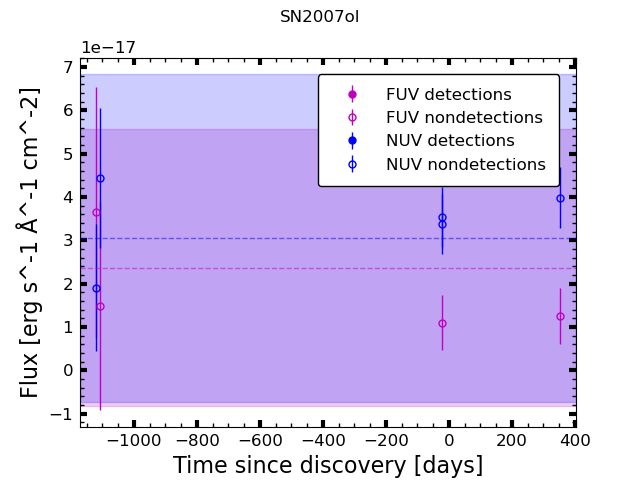 SN2007ol
1e−17
7
6
5
4
3
2
1
0
−1
Flux [erg s^-1 Å^-1 cm^-2]
FUV detections
FUV nondetections
NUV detections
NUV nondetections
−1000 −800 −600 −400 −200 0 200 400
Time since discovery [days]